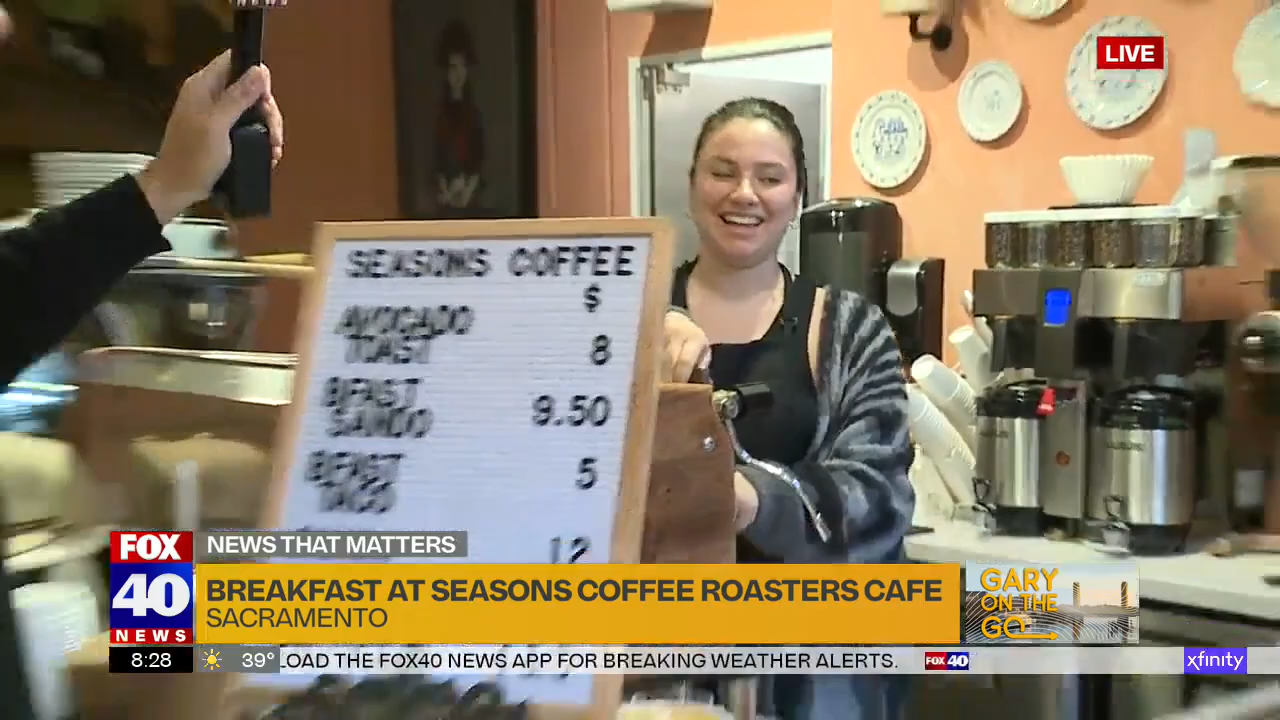 NEWS
LIVE
SEASONS COFFEE
$
AVOCADO
TOAST 8
BFAST
SANDO 9.50
BFAST
TACO 5
12
FOX
40
NEWS
NEWS THAT MATTERS
BREAKFAST AT SEASONS COFFEE ROASTERS CAFE
SACRAMENTO
GARY
ON THE
GO
8:28 39° LOAD THE FOX40 NEWS APP FOR BREAKING WEATHER ALERTS. FOX 40 xfinity